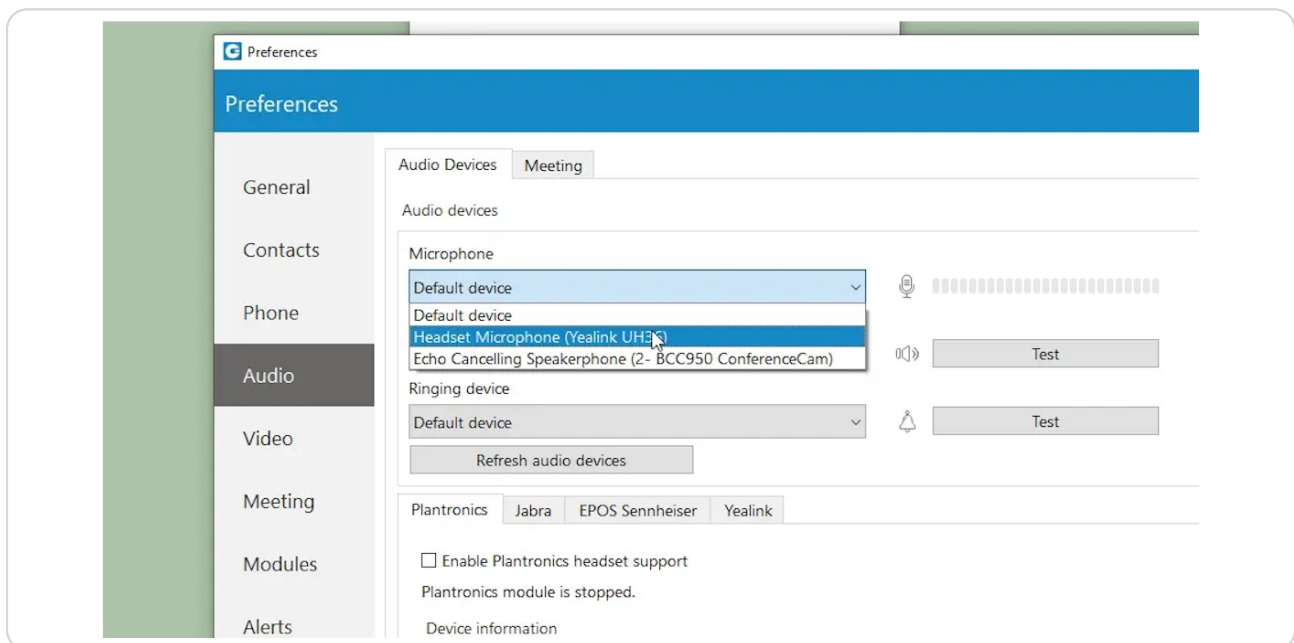 Preferences
Preferences
General
Contacts
Phone
Audio
Video
Meeting
Modules
Alerts
Audio Devices Meeting
Audio devices
Microphone
Default device
Default device
Headset Microphone (Yealink UH36)
Echo Cancelling Speakerphone (2- BCC950 ConferenceCam)
Test
Ringing device
Default device
Test
Refresh audio devices
Plantronics Jabra EPOS Sennheiser Yealink
Enable Plantronics headset support
Plantronics module is stopped.
Device information